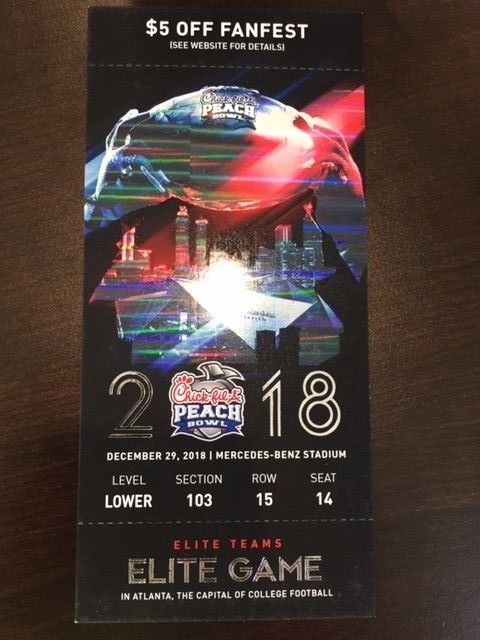 $5 OFF FANFEST
(SEE WEBSITE FOR DETAILS)
Chick-fil-A
PEACH
BOWL
2 18
Chick-fil-A
PEACH
BOWL
DECEMBER 29, 2018 | MERCEDES-BENZ STADIUM
LEVEL SECTION ROW SEAT
LOWER 103 15 14
ELITE TEAMS
ELITE GAME
IN ATLANTA, THE CAPITAL OF COLLEGE FOOTBALL